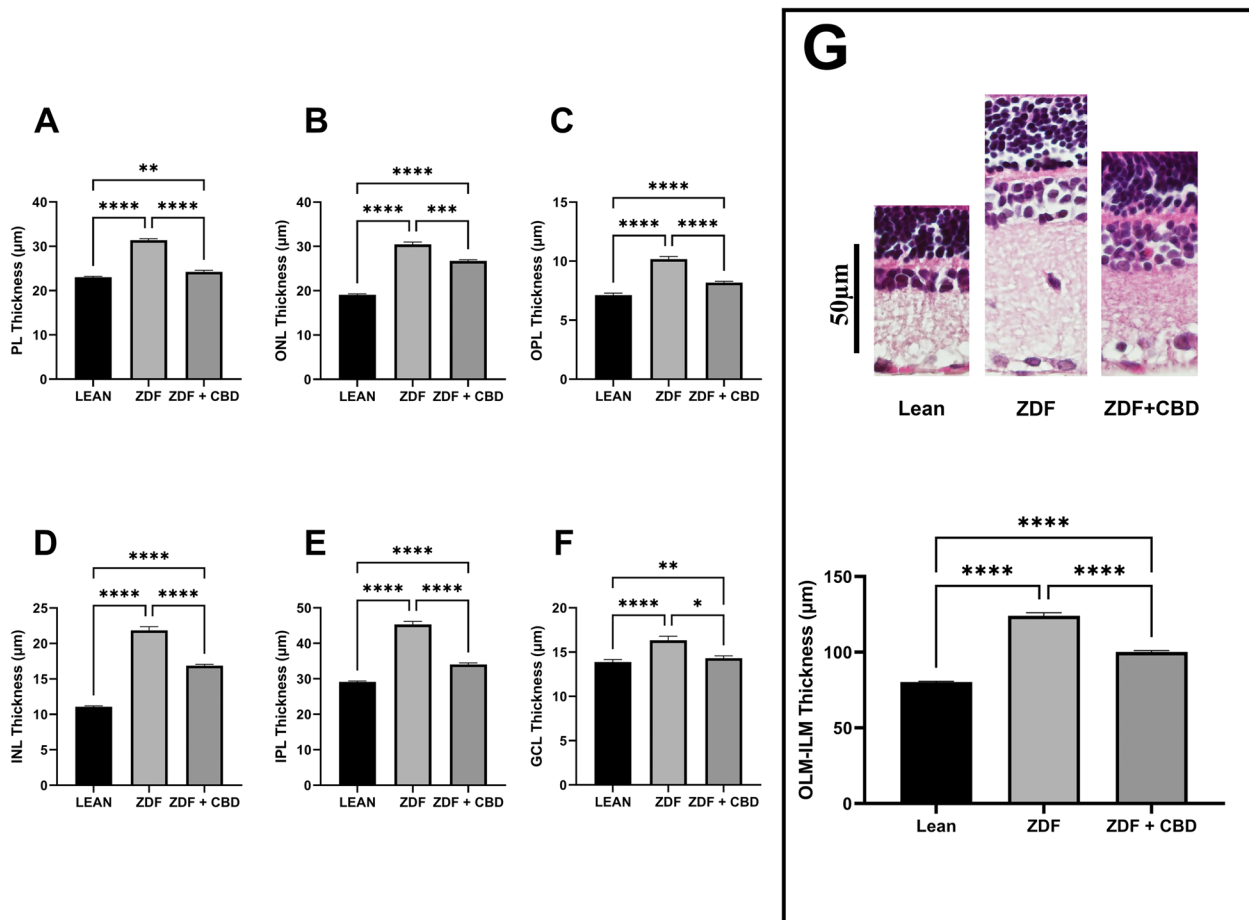 A
**
**** ****
PL Thickness (μm)
40
30
20
10
0
LEAN ZDF ZDF + CBD
B
****
**** ***
ONL Thickness (μm)
40
30
20
10
0
LEAN ZDF ZDF + CBD
C
****
**** ****
OPL Thickness (μm)
15
10
5
0
LEAN ZDF ZDF + CBD
D
****
**** ****
INL Thickness (μm)
25
20
15
10
5
0
LEAN ZDF ZDF + CBD
E
****
**** ****
IPL Thickness (μm)
50
40
30
20
10
0
LEAN ZDF ZDF + CBD
F
**
**** *
GCL Thickness (μm)
20
15
10
5
0
LEAN ZDF ZDF + CBD
G
50μm
Lean ZDF ZDF+CBD
****
**** ****
OLM-ILM Thickness (μm)
150
100
50
0
Lean ZDF ZDF + CBD